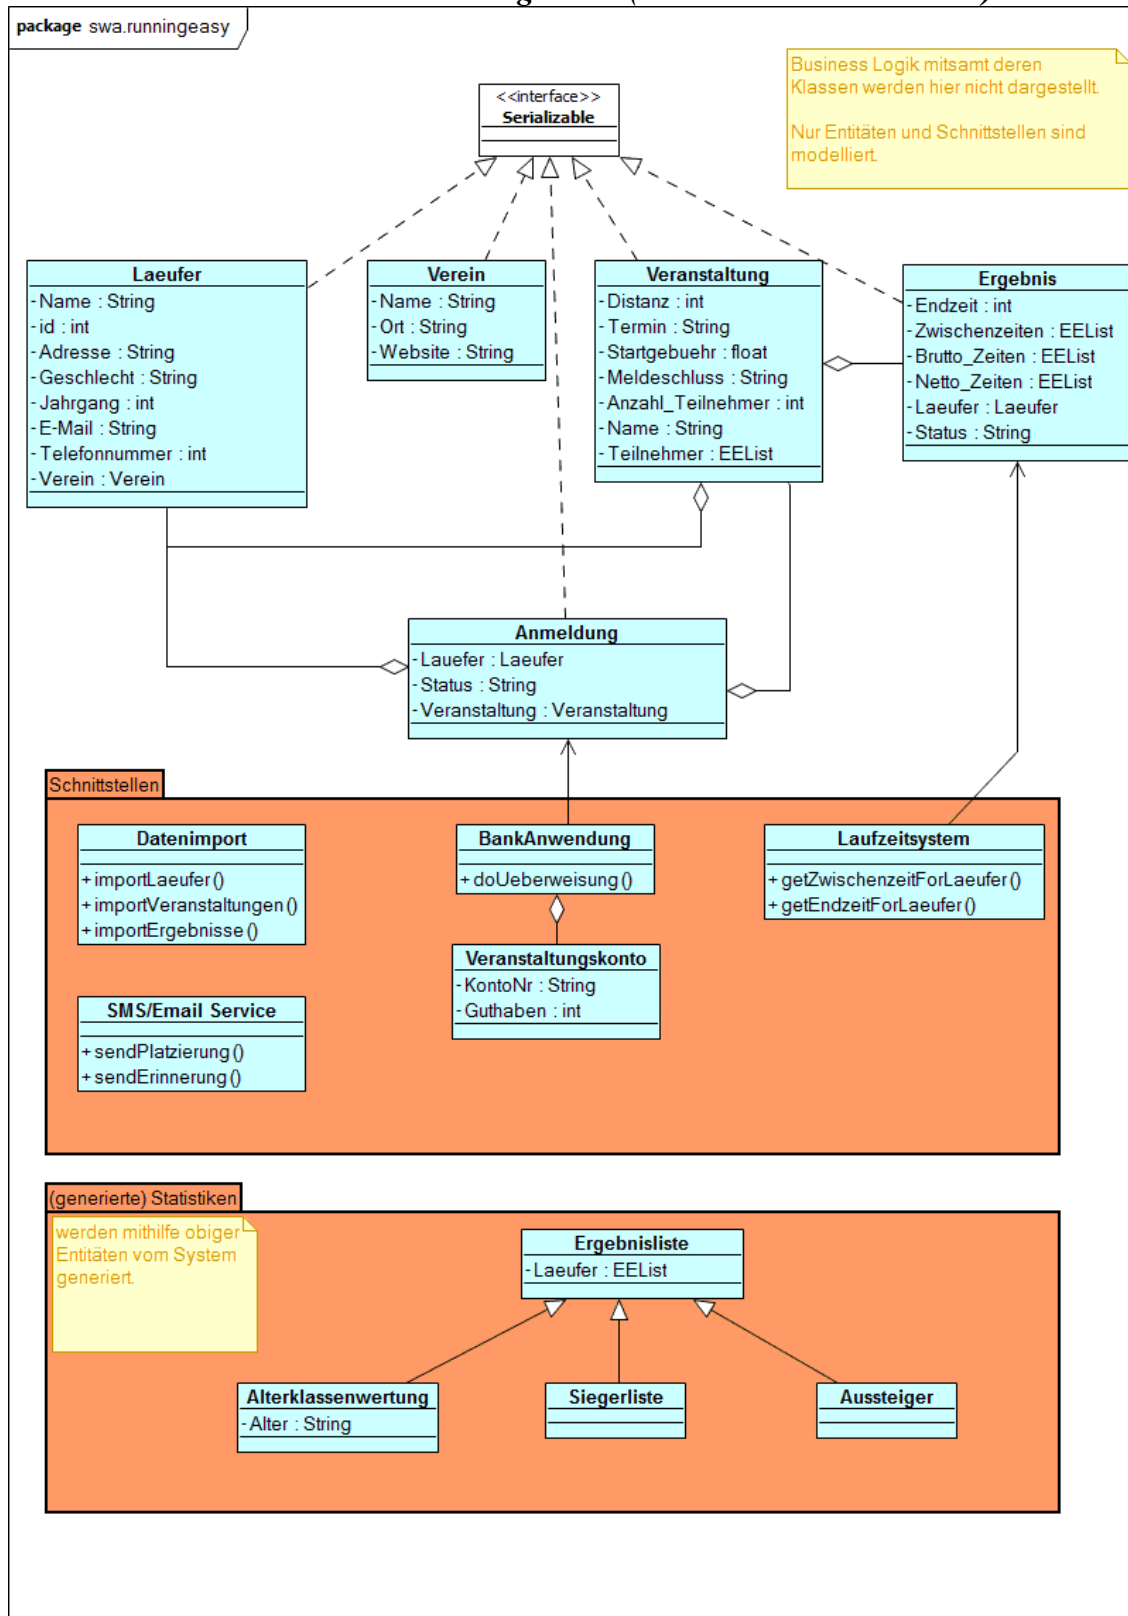 package swa.runningeasy
Business Logik mitsamt deren
Klassen werden hier nicht dargestellt.
Nur Entitäten und Schnittstellen sind
modelliert.
<<interface>>
Serializable
Laeufer
- Name : String
- id : int
- Adresse : String
- Geschlecht : String
- Jahrgang : int
- E-Mail : String
- Telefonnummer : int
- Verein : Verein
Verein
- Name : String
- Ort : String
- Website : String
Veranstaltung
- Distanz : int
- Termin : String
- Startgebuehr : float
- Meldeschluss : String
- Anzahl_Teilnehmer : int
- Name : String
- Teilnehmer : EEList
Ergebnis
- Endzeit : int
- Zwischenzeiten : EEList
- Brutto_Zeiten : EEList
- Netto_Zeiten : EEList
- Laeufer : Laeufer
- Status : String
Anmeldung
- Lauefer : Laeufer
- Status : String
- Veranstaltung : Veranstaltung
Schnittstellen
Datenimport
+ importLaeufer()
+ importVeranstaltungen()
+ importErgebnisse()
BankAnwendung
+ doUeberweisung()
Laufzeitsystem
+ getZwischenzeitForLaeufer()
+ getEndzeitForLaeufer()
Veranstaltungskonto
- KontoNr : String
- Guthaben : int
SMS/Email Service
+ sendPlatzierung()
+ sendErinnerung()
(generierte) Statistiken
werden mithilfe obiger
Entitäten vom System
generiert.
Ergebnisliste
- Laeufer : EEList
Alterklassenwertung
- Alter : String
Siegerliste
Aussteiger